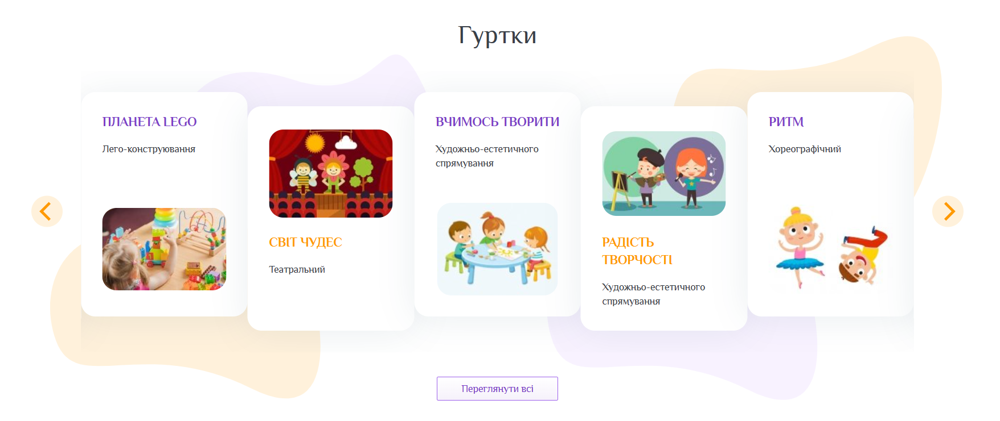 Гуртки
ПЛАНЕТА LEGO
Лего-конструювання
СВІТ ЧУДЕС
Театральний
ВЧИМОСЬ ТВОРИТИ
Художньо-естетичного
спрямування
РАДІСТЬ
ТВОРЧОСТІ
Художньо-естетичного
спрямування
РИТМ
Хореографічний
Переглянути всі